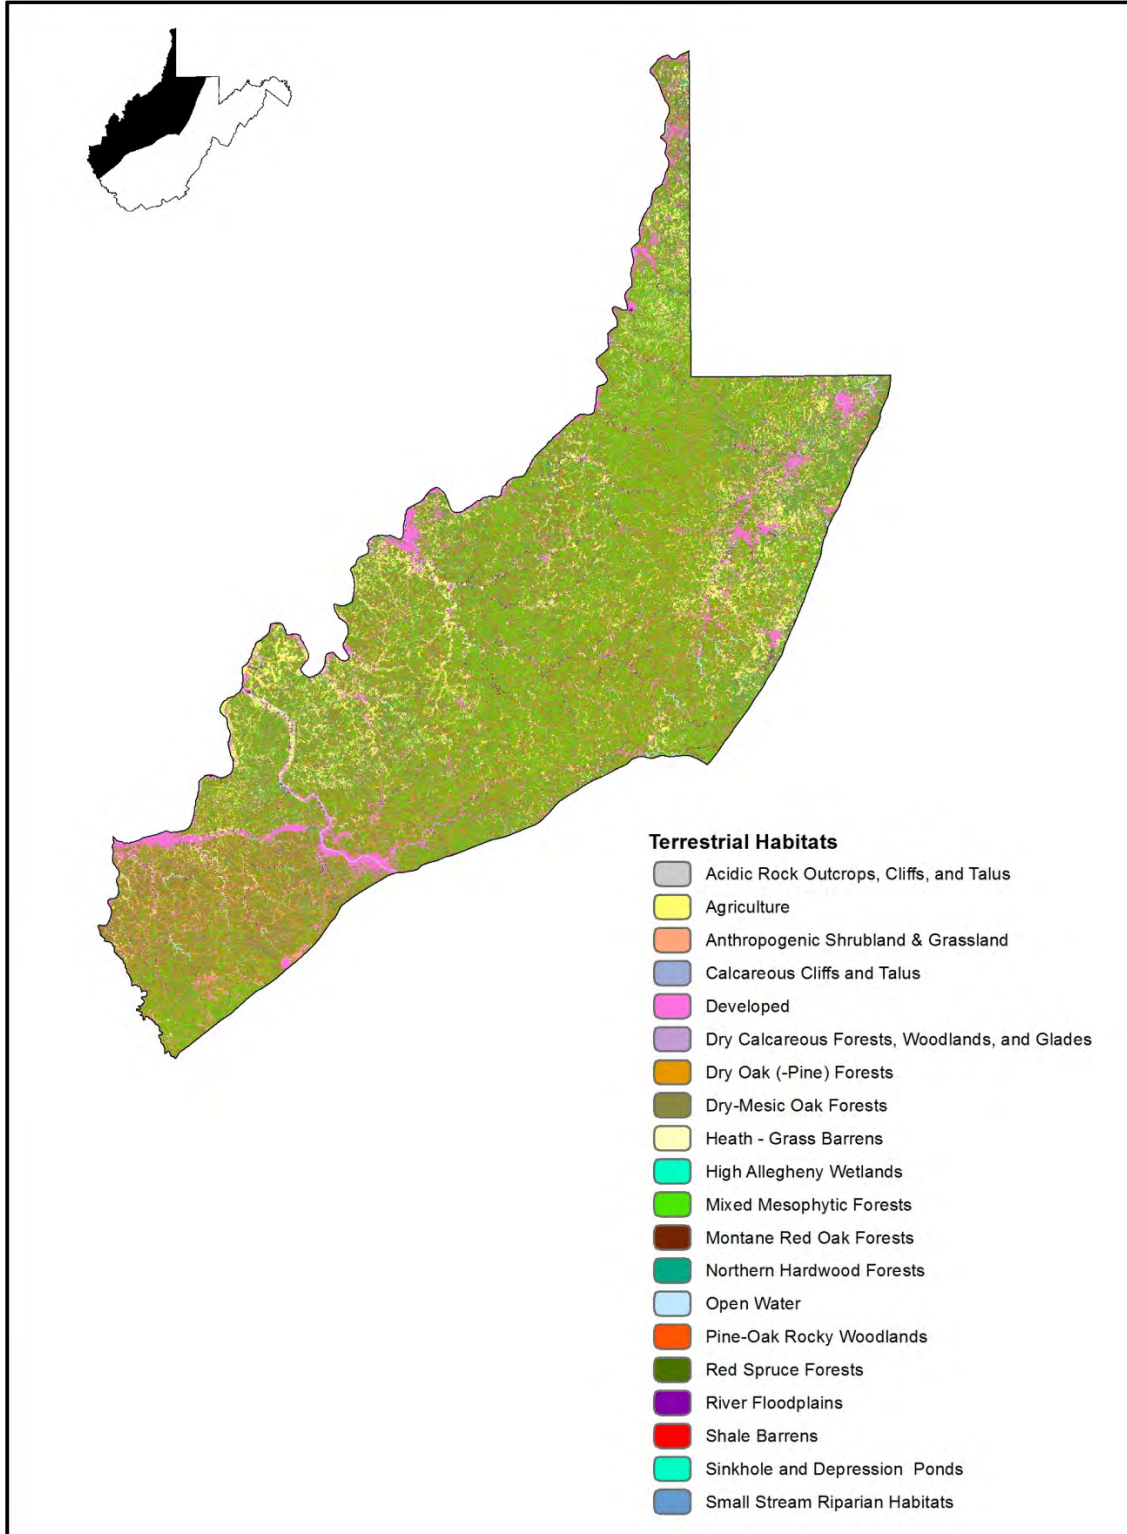 Terrestrial Habitats
Acidic Rock Outcrops, Cliffs, and Talus
Agriculture
Anthropogenic Shrubland & Grassland
Calcareous Cliffs and Talus
Developed
Dry Calcareous Forests, Woodlands, and Glades
Dry Oak (-Pine) Forests
Dry-Mesic Oak Forests
Heath - Grass Barrens
High Allegheny Wetlands
Mixed Mesophytic Forests
Montane Red Oak Forests
Northern Hardwood Forests
Open Water
Pine-Oak Rocky Woodlands
Red Spruce Forests
River Floodplains
Shale Barrens
Sinkhole and Depression  Ponds
Small Stream Riparian Habitats